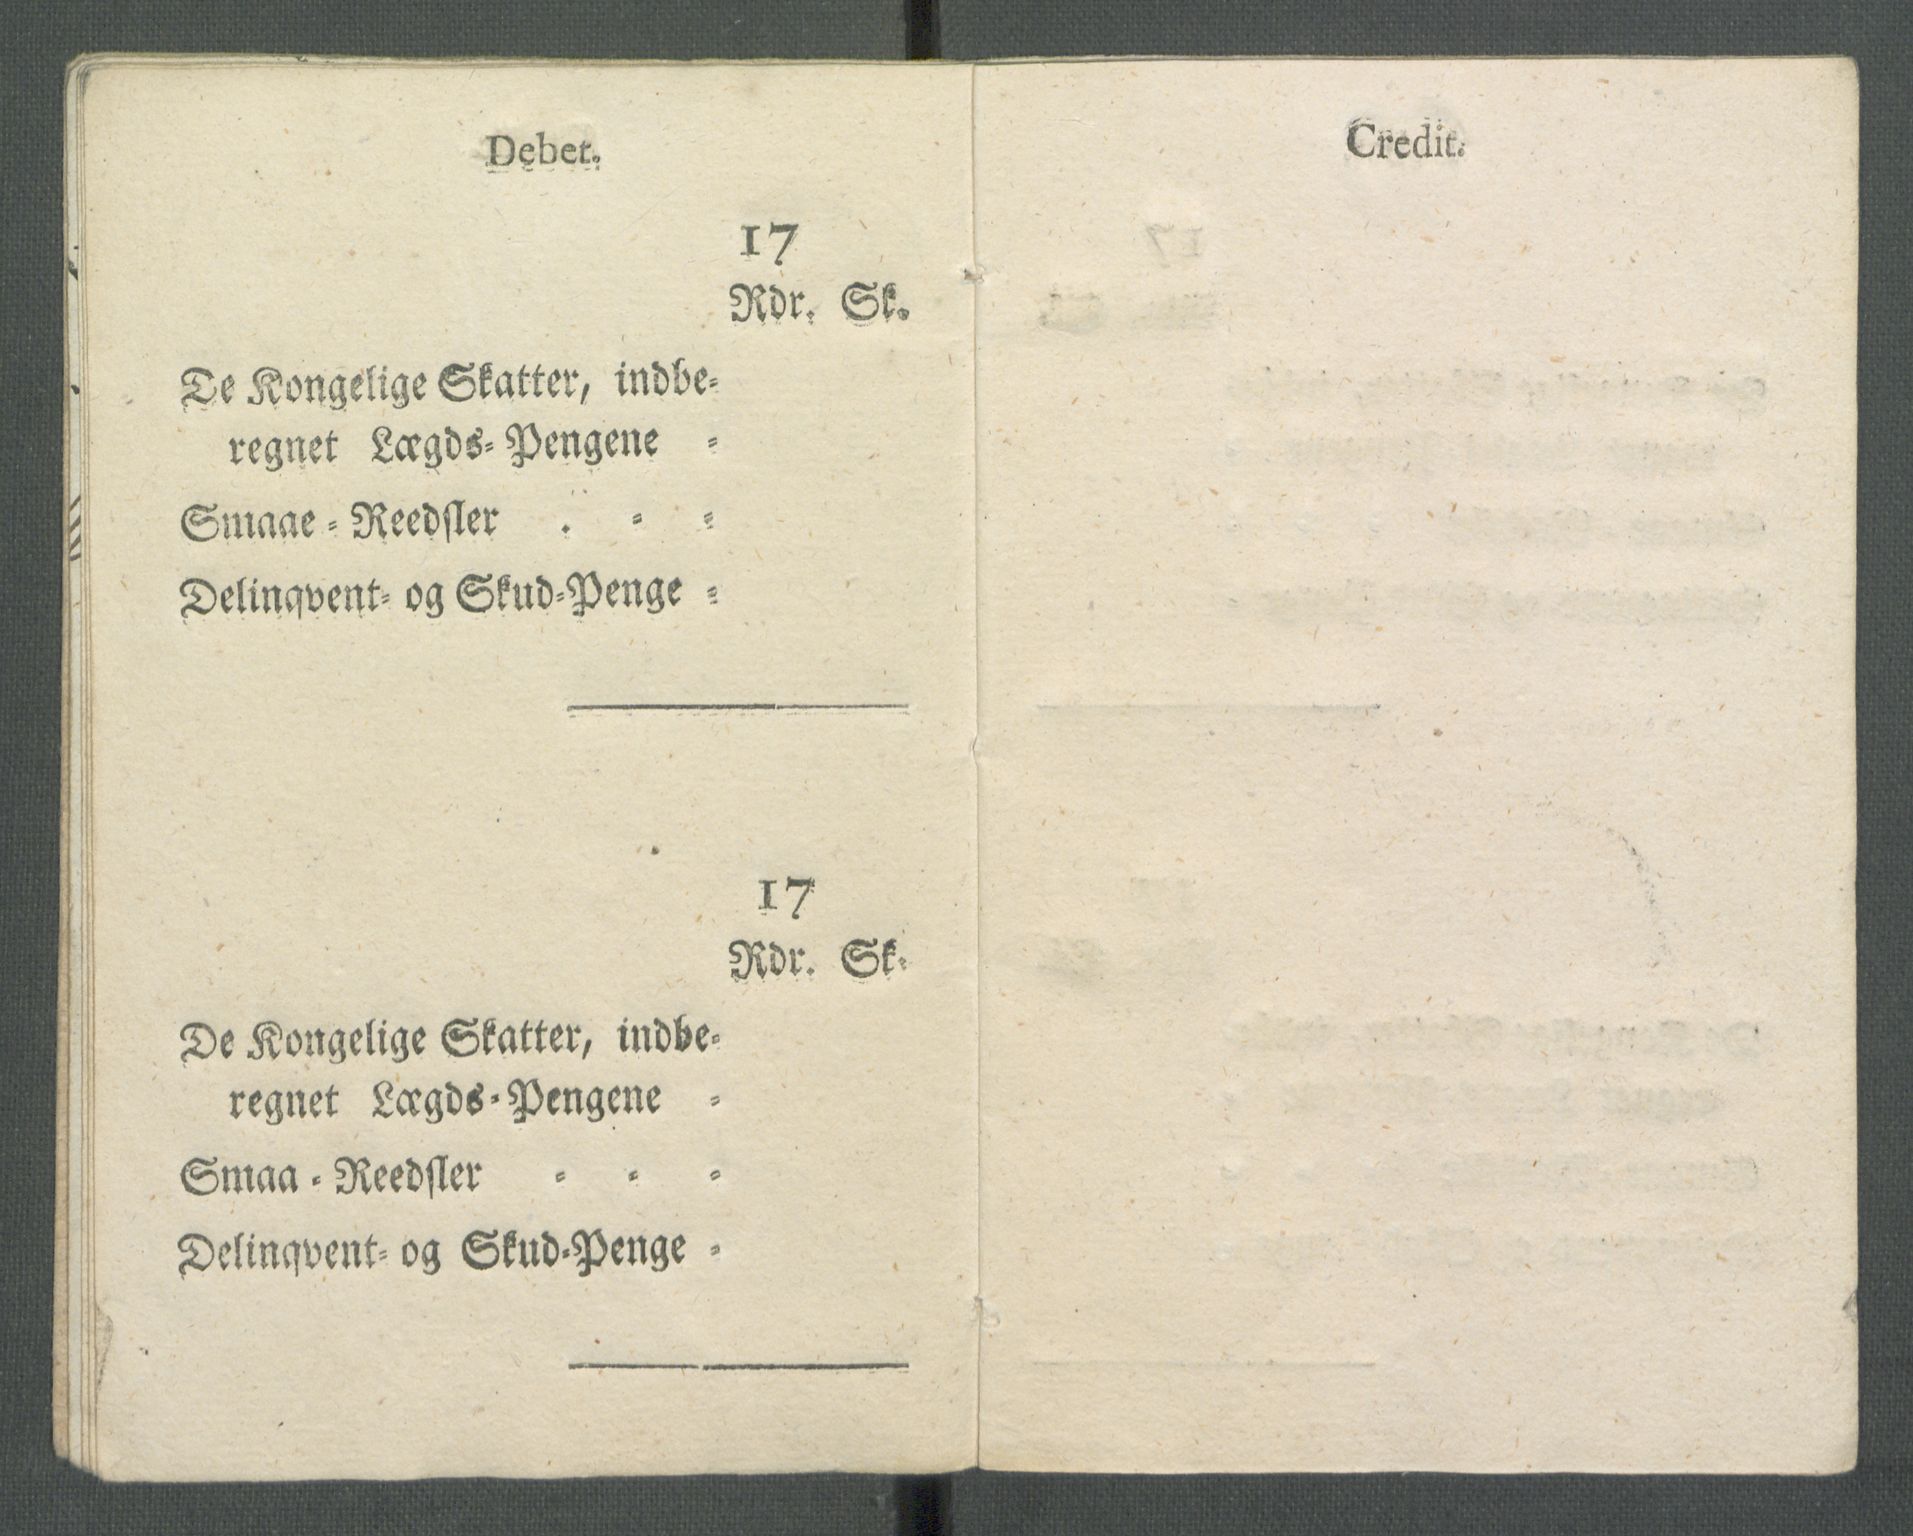 Debet.
17
Rdr. Sk.
De Kongelige Skatter, indbe-
regnet Lægds-Pengene -
Smaae-Reedsler . - -
Delinqvent- og Skud-Penge -
17
Rdr. Sk.
De Kongelige Skatter, indbe-
regnet Lægds-Pengene -
Smaa-Reedsler - - -
Delinqvent- og Skud-Penge -
Credit.